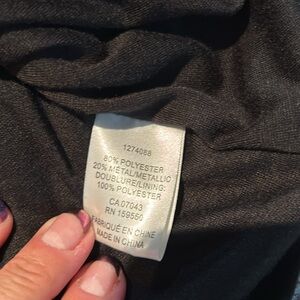 1274088
80% POLYESTER
20% METAL/METALLIC
DOUBLURE/LINING:
100% POLYESTER
CA 07043
RN 159550
FABRIQUÉ EN CHINE
MADE IN CHINA